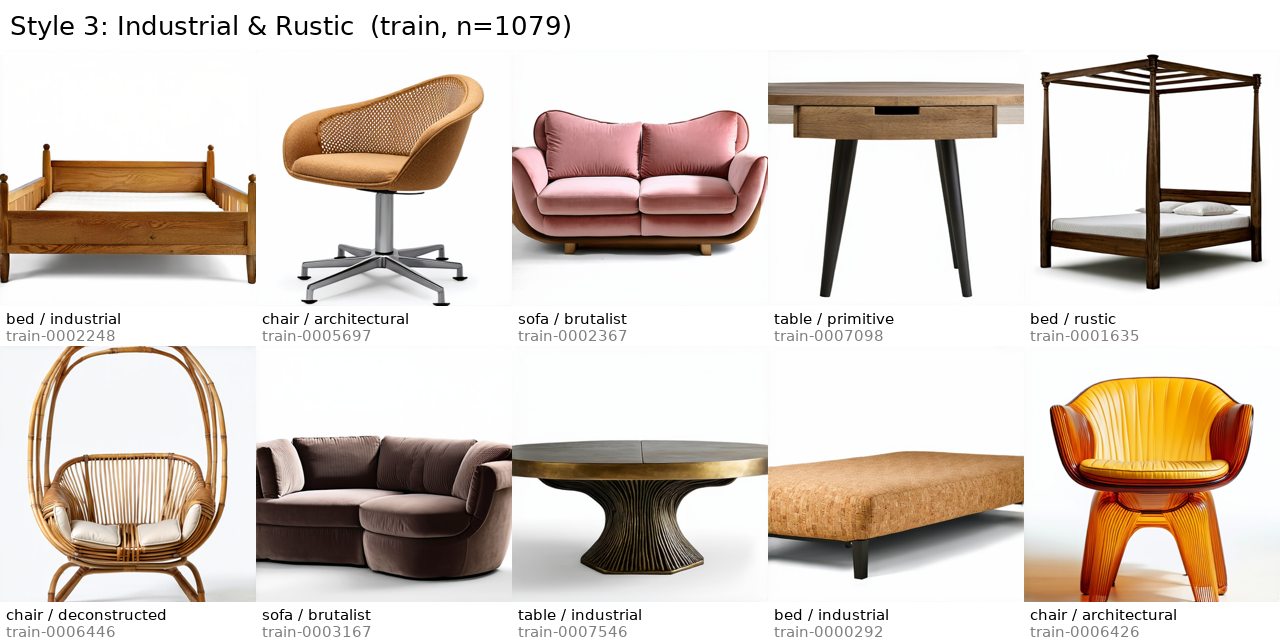 Style 3: Industrial & Rustic  (train, n=1079)
bed / industrial
train-0002248
chair / architectural
train-0005697
sofa / brutalist
train-0002367
table / primitive
train-0007098
bed / rustic
train-0001635
chair / deconstructed
train-0006446
sofa / brutalist
train-0003167
table / industrial
train-0007546
bed / industrial
train-0000292
chair / architectural
train-0006426